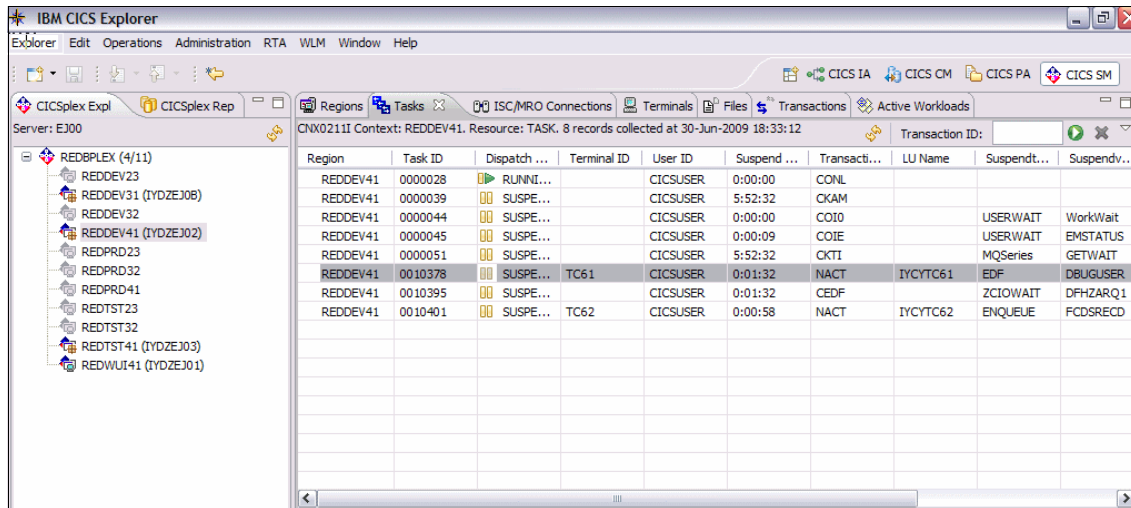 IBM CICS Explorer
Explorer Edit Operations Administration RTA WLM Window Help
CICS IA CICS CM CICS PA CICS SM
CICSplex Expl CICSplex Rep Regions Tasks ISC/MRO Connections Terminals Files Transactions Active Workloads
Server: EJ00 CNX0211I Context: REDDEV41. Resource: TASK. 8 records collected at 30-Jun-2009 18:33:12 Transaction ID:
REDBPLEX (4/11)
REDDEV23
REDDEV31 (IYDZEJ0B)
REDDEV32
REDDEV41 (IYDZEJ02)
REDPRD23
REDPRD32
REDPRD41
REDTST23
REDTST32
REDTST41 (IYDZEJ03)
REDWUI41 (IYDZEJ01)
Region Task ID Dispatch ... Terminal ID User ID Suspend ... Transacti... LU Name Suspendt... Suspendv...
REDDEV41 0000028 RUNNI... CICSUSER 0:00:00 CONL
REDDEV41 0000039 SUSPE... CICSUSER 5:52:32 CKAM
REDDEV41 0000044 SUSPE... CICSUSER 0:00:00 COI0 USERWAIT WorkWait
REDDEV41 0000045 SUSPE... CICSUSER 0:00:09 COIE USERWAIT EMSTATUS
REDDEV41 0000051 SUSPE... CICSUSER 5:52:32 CKTI MQSeries GETWAIT
REDDEV41 0010378 SUSPE... TC61 CICSUSER 0:01:32 NACT IYCYTC61 EDF DBUGUSER
REDDEV41 0010395 SUSPE... CICSUSER 0:01:32 CEDF ZCIOWAIT DFHZARQ1
REDDEV41 0010401 SUSPE... TC62 CICSUSER 0:00:58 NACT IYCYTC62 ENQUEUE FCDSRECD